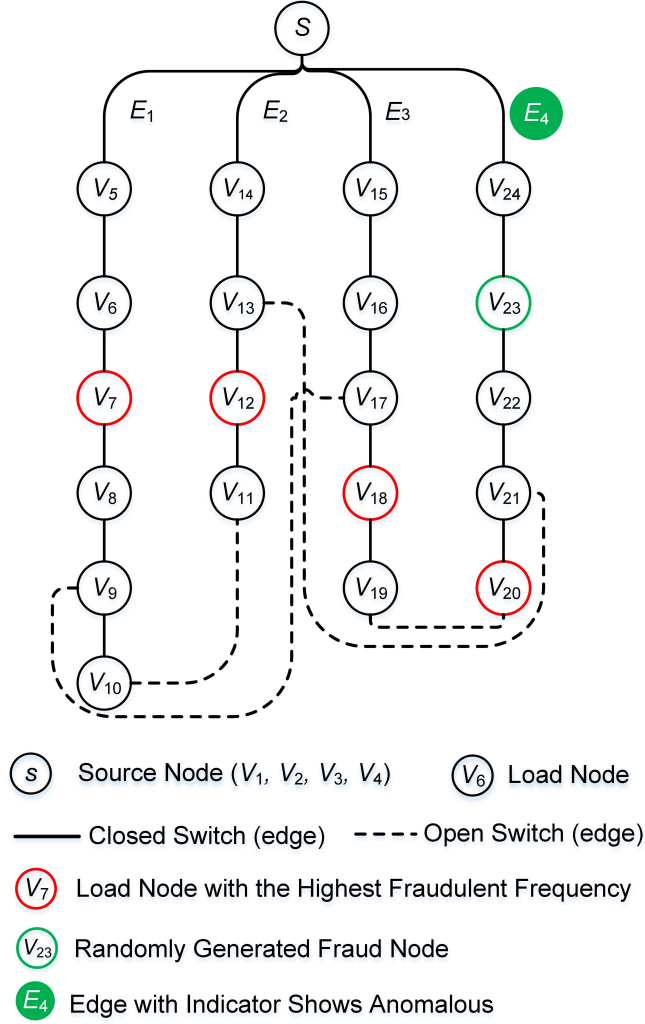 S
E1 E2 E3 E4
V5 V14 V15 V24
V6 V13 V16 V23
V7 V12 V17 V22
V8 V11 V18 V21
V9 V19 V20
V10
S Source Node (V1, V2, V3, V4) V6 Load Node
Closed Switch (edge) Open Switch (edge)
V7 Load Node with the Highest Fraudulent Frequency
V23 Randomly Generated Fraud Node
E4 Edge with Indicator Shows Anomalous